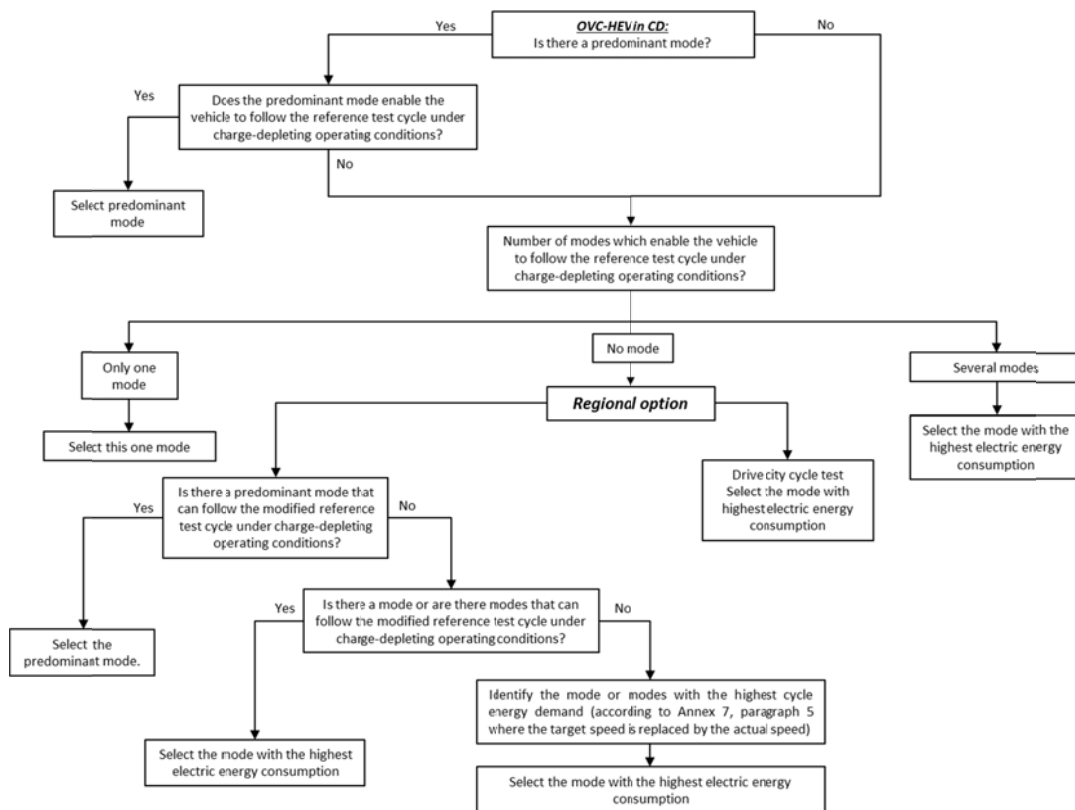 OVC-HEV in CD:
Is there a predominant mode?
Yes
No
Does the predominant mode enable the
vehicle to follow the reference test cycle under
charge-depleting operating conditions?
Yes
No
Select predominant
mode
Number of modes which enable the vehicle
to follow the reference test cycle under
charge-depleting operating conditions?
Only one
mode
No mode
Several modes
Select this one mode
Regional option
Select the mode with the
highest electric energy
consumption
Drive city cycle test
Select the mode with
highest electric energy
consumption
Is there a predominant mode that
can follow the modified reference
test cycle under charge-depleting
operating conditions?
Yes
No
Select the
predominant mode.
Is there a mode or are there modes that can
follow the modified reference test cycle under
charge-depleting operating conditions?
Yes
No
Select the mode with the highest
electric energy consumption
Identify the mode or modes with the highest cycle
energy demand (according to Annex 7, paragraph 5
where the target speed is replaced by the actual speed)
Select the mode with the highest electric energy
consumption